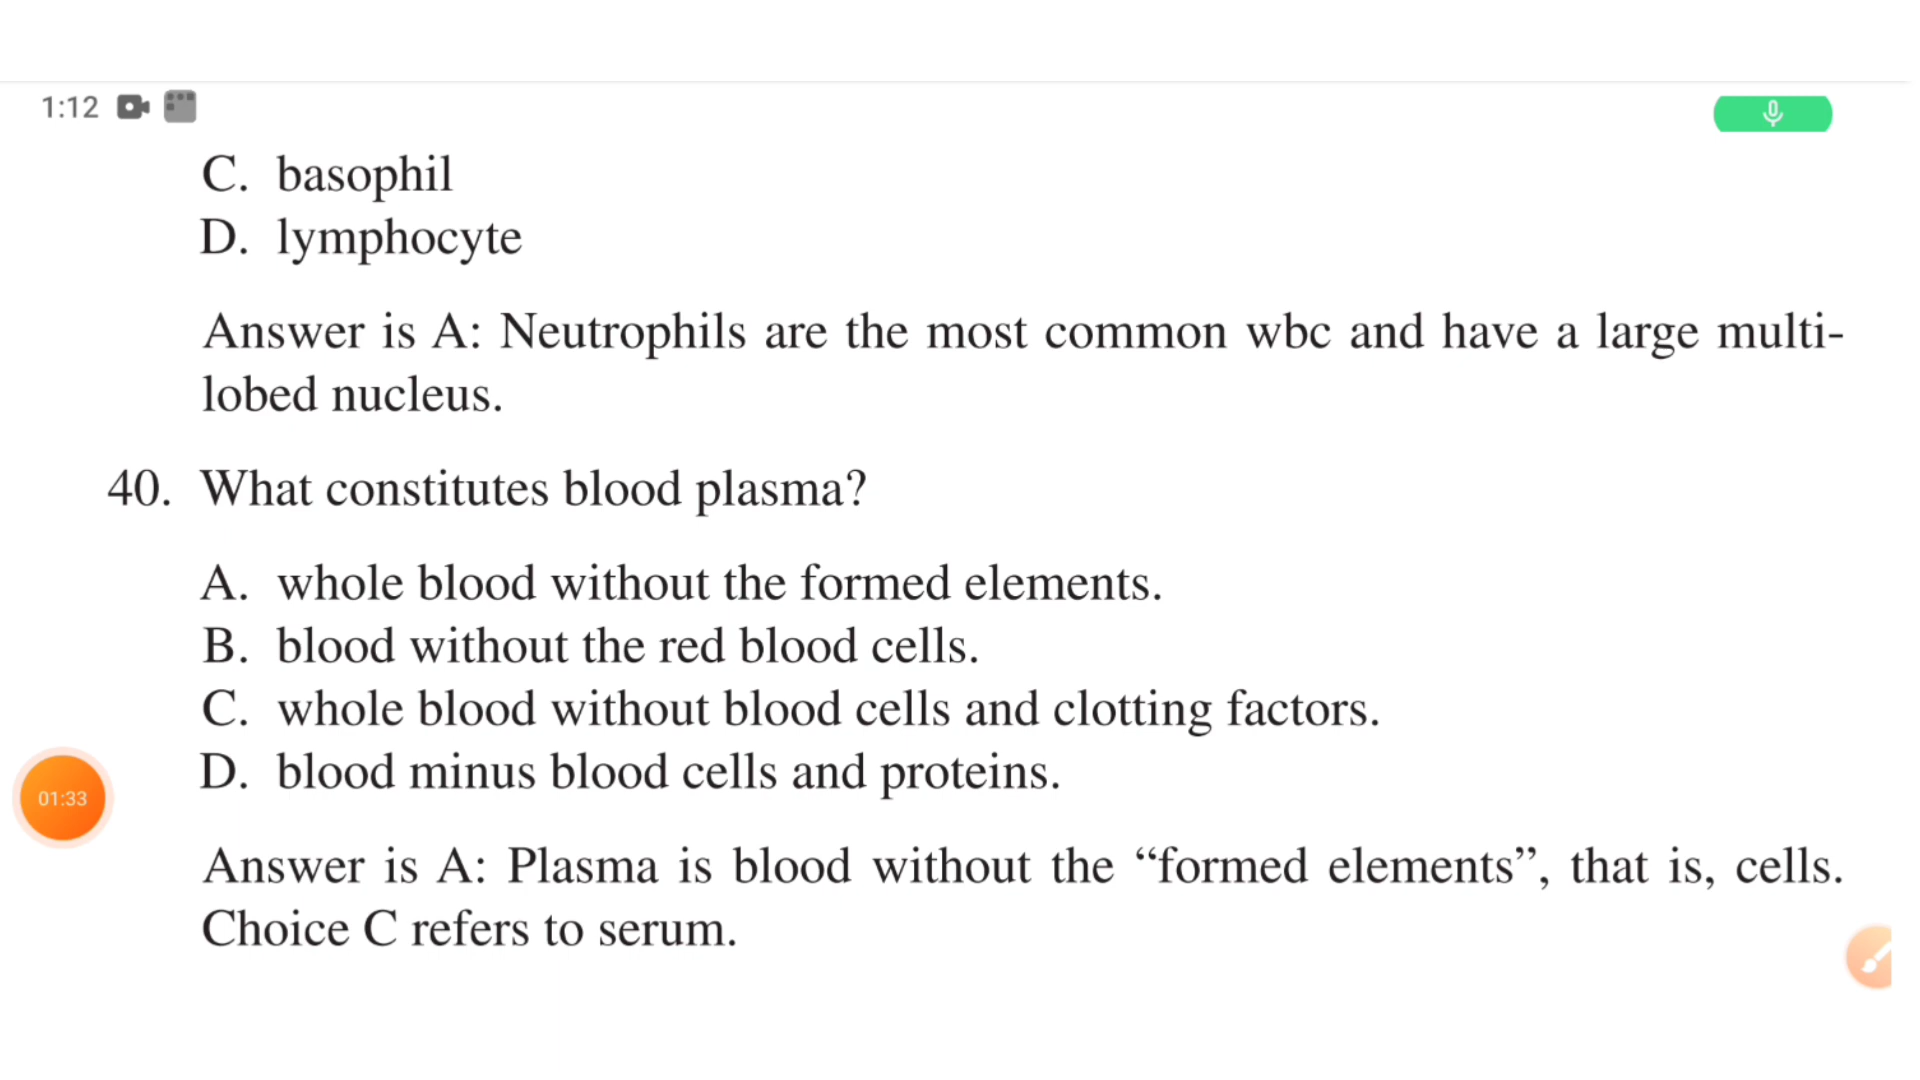 1:12
C. basophil
D. lymphocyte
Answer is A: Neutrophils are the most common wbc and have a large multi-
lobed nucleus.
40. What constitutes blood plasma?
A. whole blood without the formed elements.
B. blood without the red blood cells.
C. whole blood without blood cells and clotting factors.
D. blood minus blood cells and proteins.
01:33
Answer is A: Plasma is blood without the “formed elements”, that is, cells.
Choice C refers to serum.